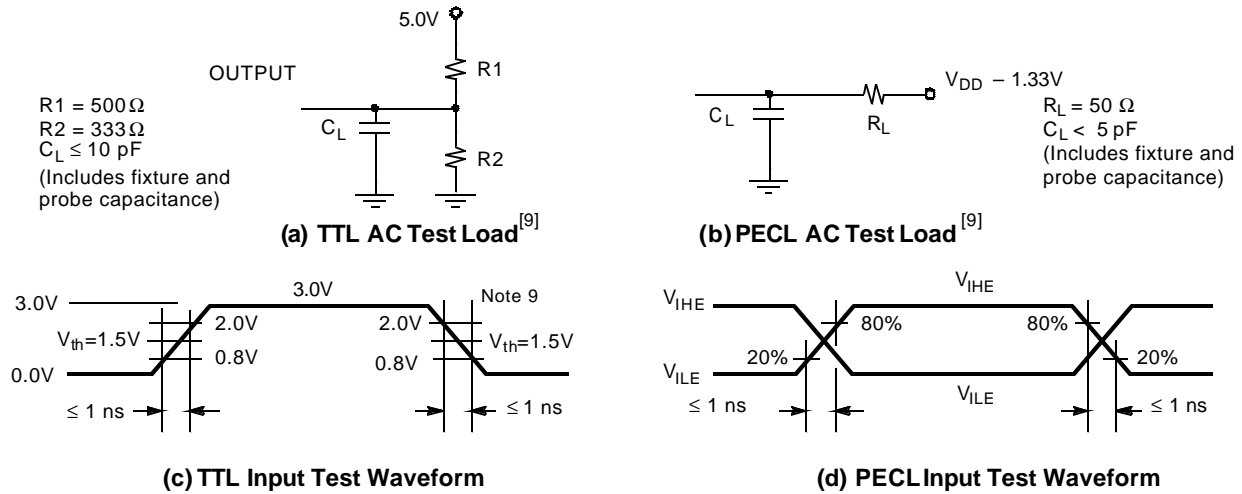 5.0V
OUTPUT
R1
R1 = 500Ω
R2 = 333Ω
C_L ≤ 10 pF
(Includes fixture and
probe capacitance)
C_L
R2
(a) TTL AC Test Load[9]
V_DD – 1.33V
C_L
R_L
R_L = 50 Ω
C_L < 5 pF
(Includes fixture and
probe capacitance)
(b) PECL AC Test Load [9]
3.0V
3.0V
Note 9
2.0V
2.0V
V_th=1.5V
V_th=1.5V
0.8V
0.8V
0.0V
≤ 1 ns
≤ 1 ns
(c) TTL Input Test Waveform
V_IHE
V_IHE
80%
80%
20%
20%
V_ILE
V_ILE
≤ 1 ns
≤ 1 ns
(d) PECL Input Test Waveform